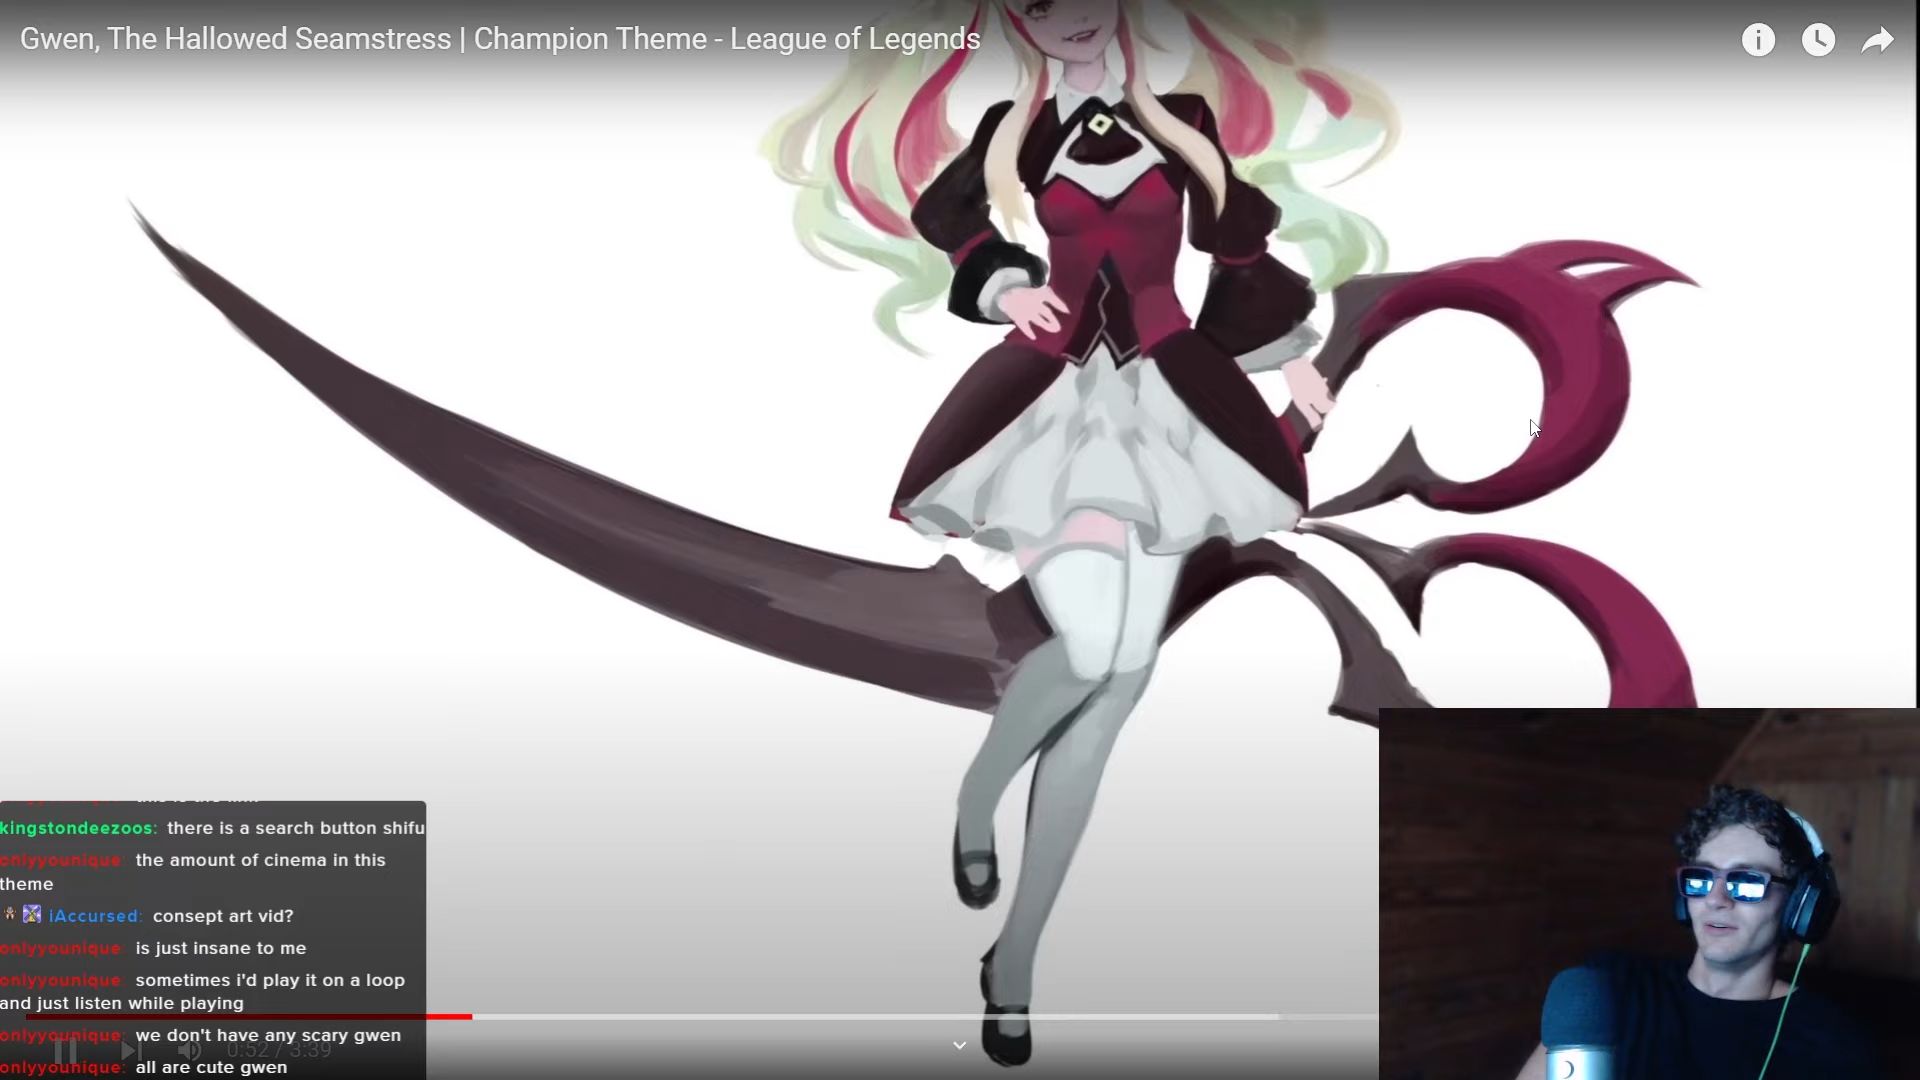 Gwen, The Hallowed Seamstress | Champion Theme - League of Legends
kingstondeezoos: there is a search button shifu
onlyyounique: the amount of cinema in this
theme
iAccursed: consept art vid?
onlyyounique: is just insane to me
onlyyounique: sometimes i'd play it on a loop
and just listen while playing
onlyyounique: we don't have any scary gwen
0:52 / 3:39
onlyyounique: all are cute gwen